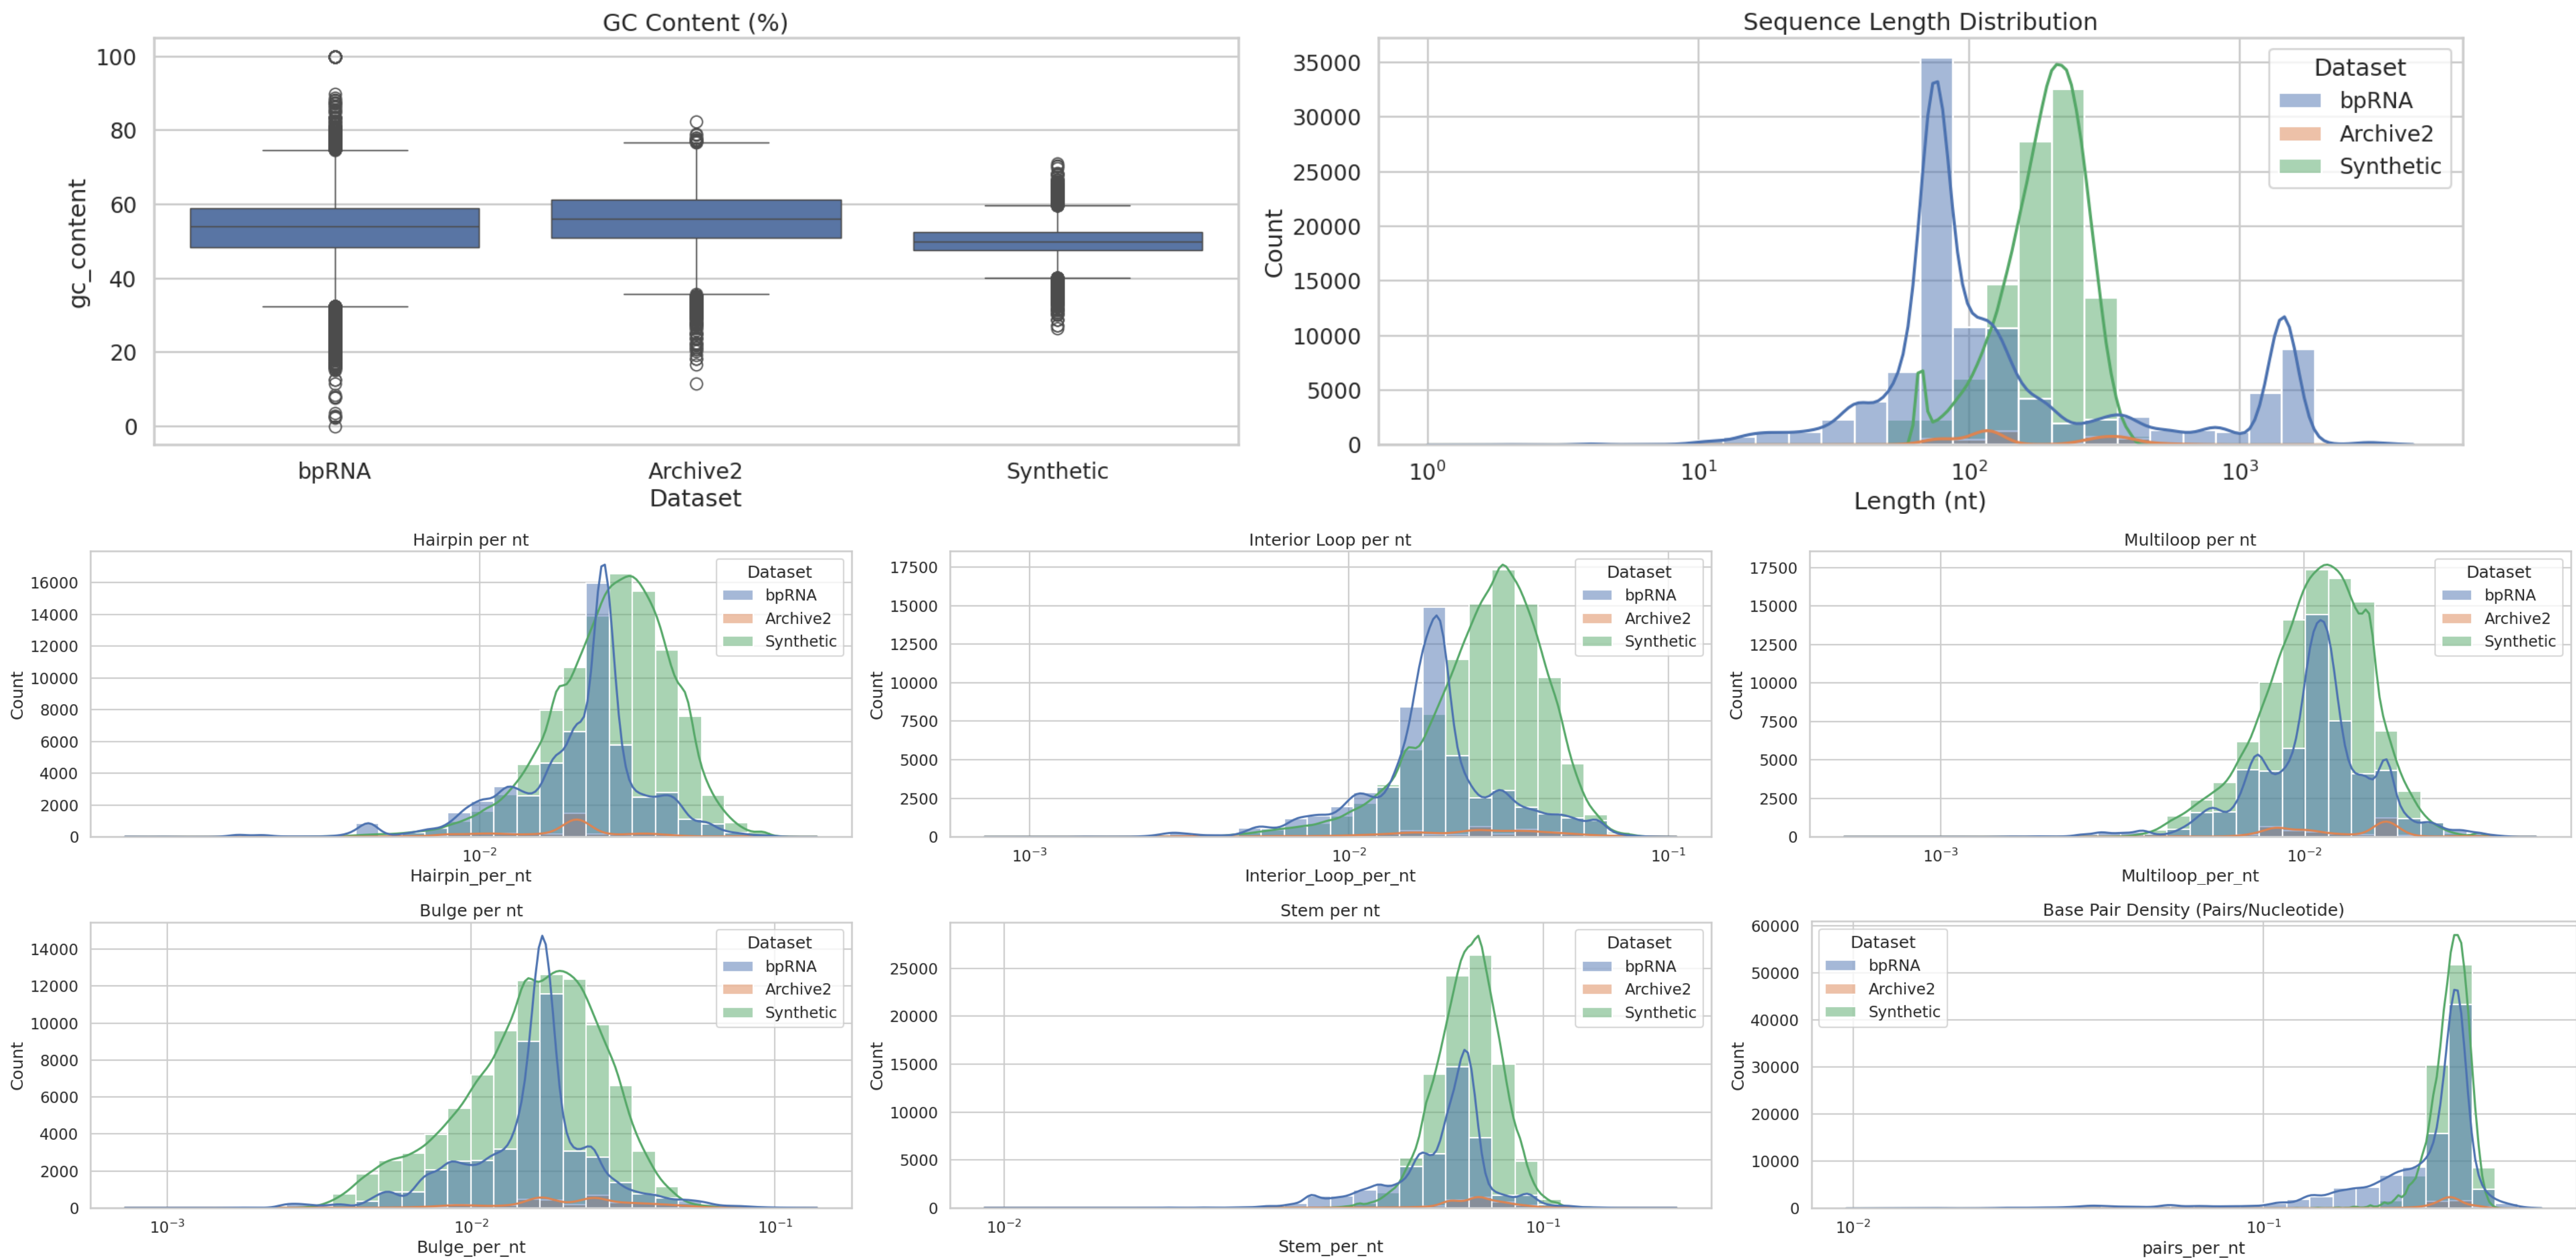 GC Content (%)
gc_content
100
80
60
40
20
0
bpRNA
Archive2
Synthetic
Dataset
Sequence Length Distribution
Count
35000
30000
25000
20000
15000
10000
5000
0
10⁰
10¹
10²
10³
Length (nt)
Dataset
bpRNA
Archive2
Synthetic
Hairpin per nt
Count
16000
14000
12000
10000
8000
6000
4000
2000
0
10⁻²
Hairpin_per_nt
Dataset
bpRNA
Archive2
Synthetic
Interior Loop per nt
Count
17500
15000
12500
10000
7500
5000
2500
0
10⁻³
10⁻²
10⁻¹
Interior_Loop_per_nt
Dataset
bpRNA
Archive2
Synthetic
Multiloop per nt
Count
17500
15000
12500
10000
7500
5000
2500
0
10⁻³
10⁻²
Multiloop_per_nt
Dataset
bpRNA
Archive2
Synthetic
Bulge per nt
Count
14000
12000
10000
8000
6000
4000
2000
0
10⁻³
10⁻²
10⁻¹
Bulge_per_nt
Dataset
bpRNA
Archive2
Synthetic
Stem per nt
Count
25000
20000
15000
10000
5000
0
10⁻²
10⁻¹
Stem_per_nt
Dataset
bpRNA
Archive2
Synthetic
Base Pair Density (Pairs/Nucleotide)
Count
60000
50000
40000
30000
20000
10000
0
10⁻²
10⁻¹
pairs_per_nt
Dataset
bpRNA
Archive2
Synthetic